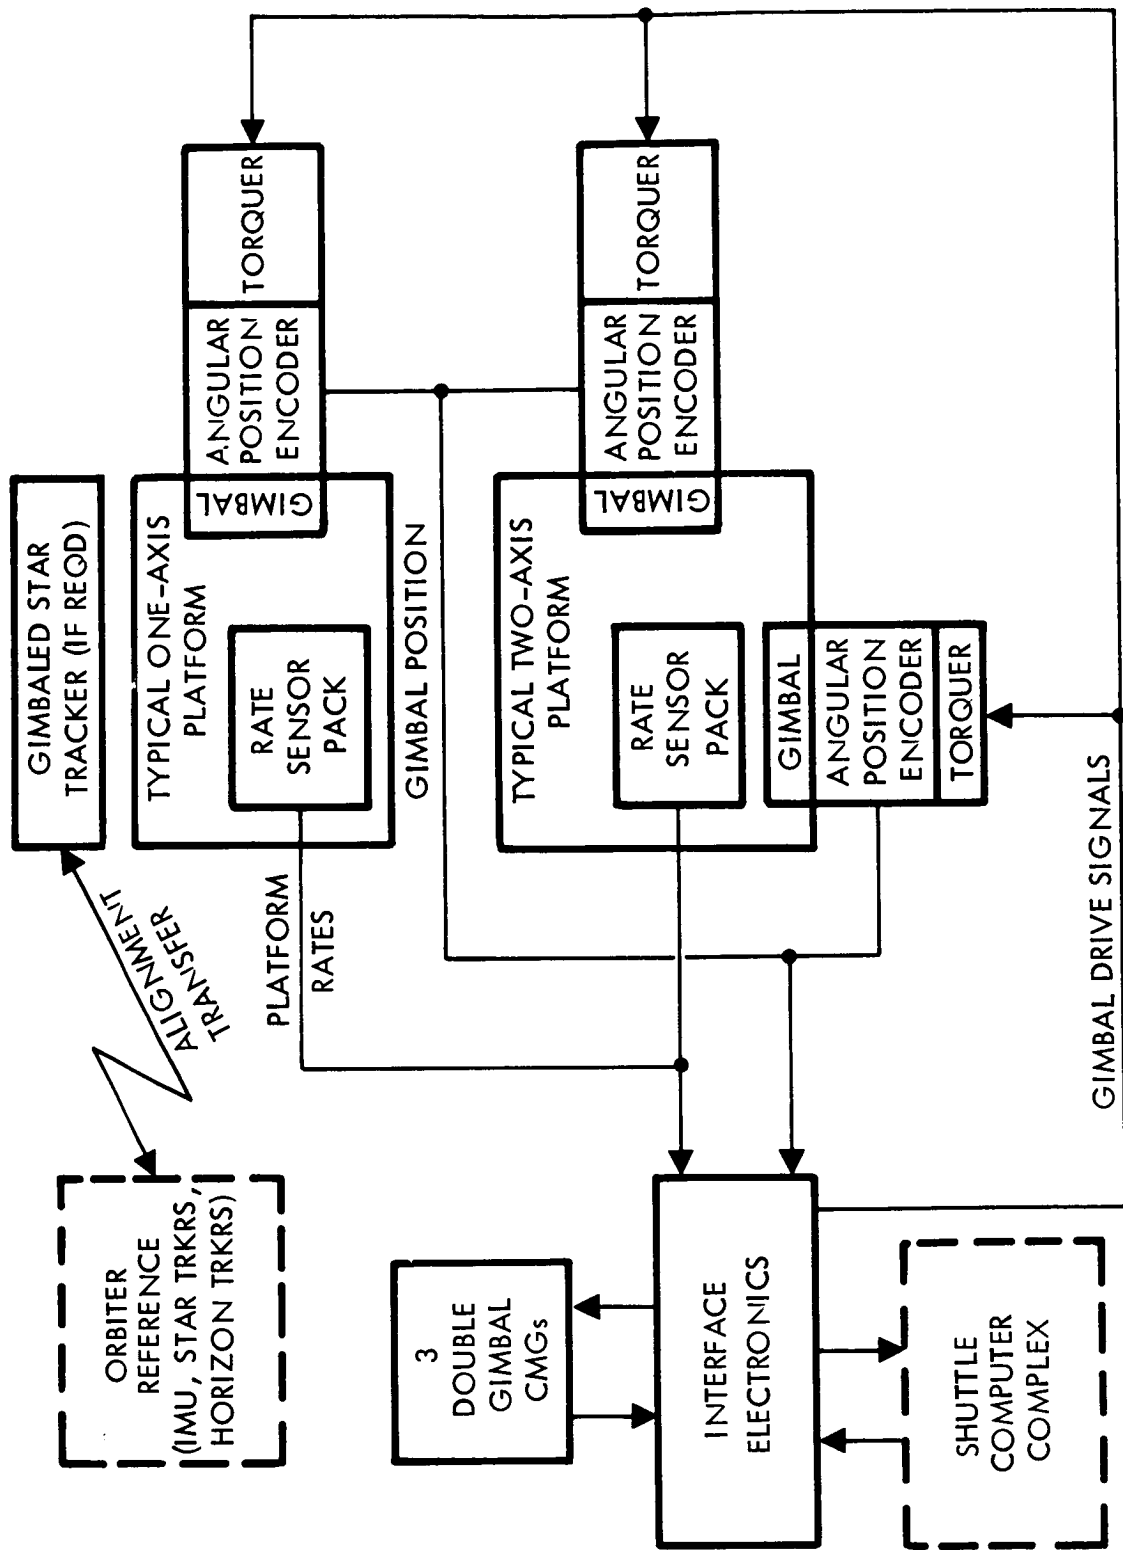 ORBITER
REFERENCE
(IMU, STAR TRKRS,
HORIZON TRKRS)
ALIGNMENT
TRANSFER
GIMBALED STAR
TRACKER (IF REQD)
TYPICAL ONE-AXIS
PLATFORM
RATE
SENSOR
PACK
GIMBAL
ANGULAR
POSITION
ENCODER
TORQUER
PLATFORM
RATES
GIMBAL POSITION
3
DOUBLE
GIMBAL
CMGs
TYPICAL TWO-AXIS
PLATFORM
RATE
SENSOR
PACK
GIMBAL
ANGULAR
POSITION
ENCODER
TORQUER
GIMBAL
ANGULAR
POSITION
ENCODER
TORQUER
INTERFACE
ELECTRONICS
SHUTTLE
COMPUTER
COMPLEX
GIMBAL DRIVE SIGNALS